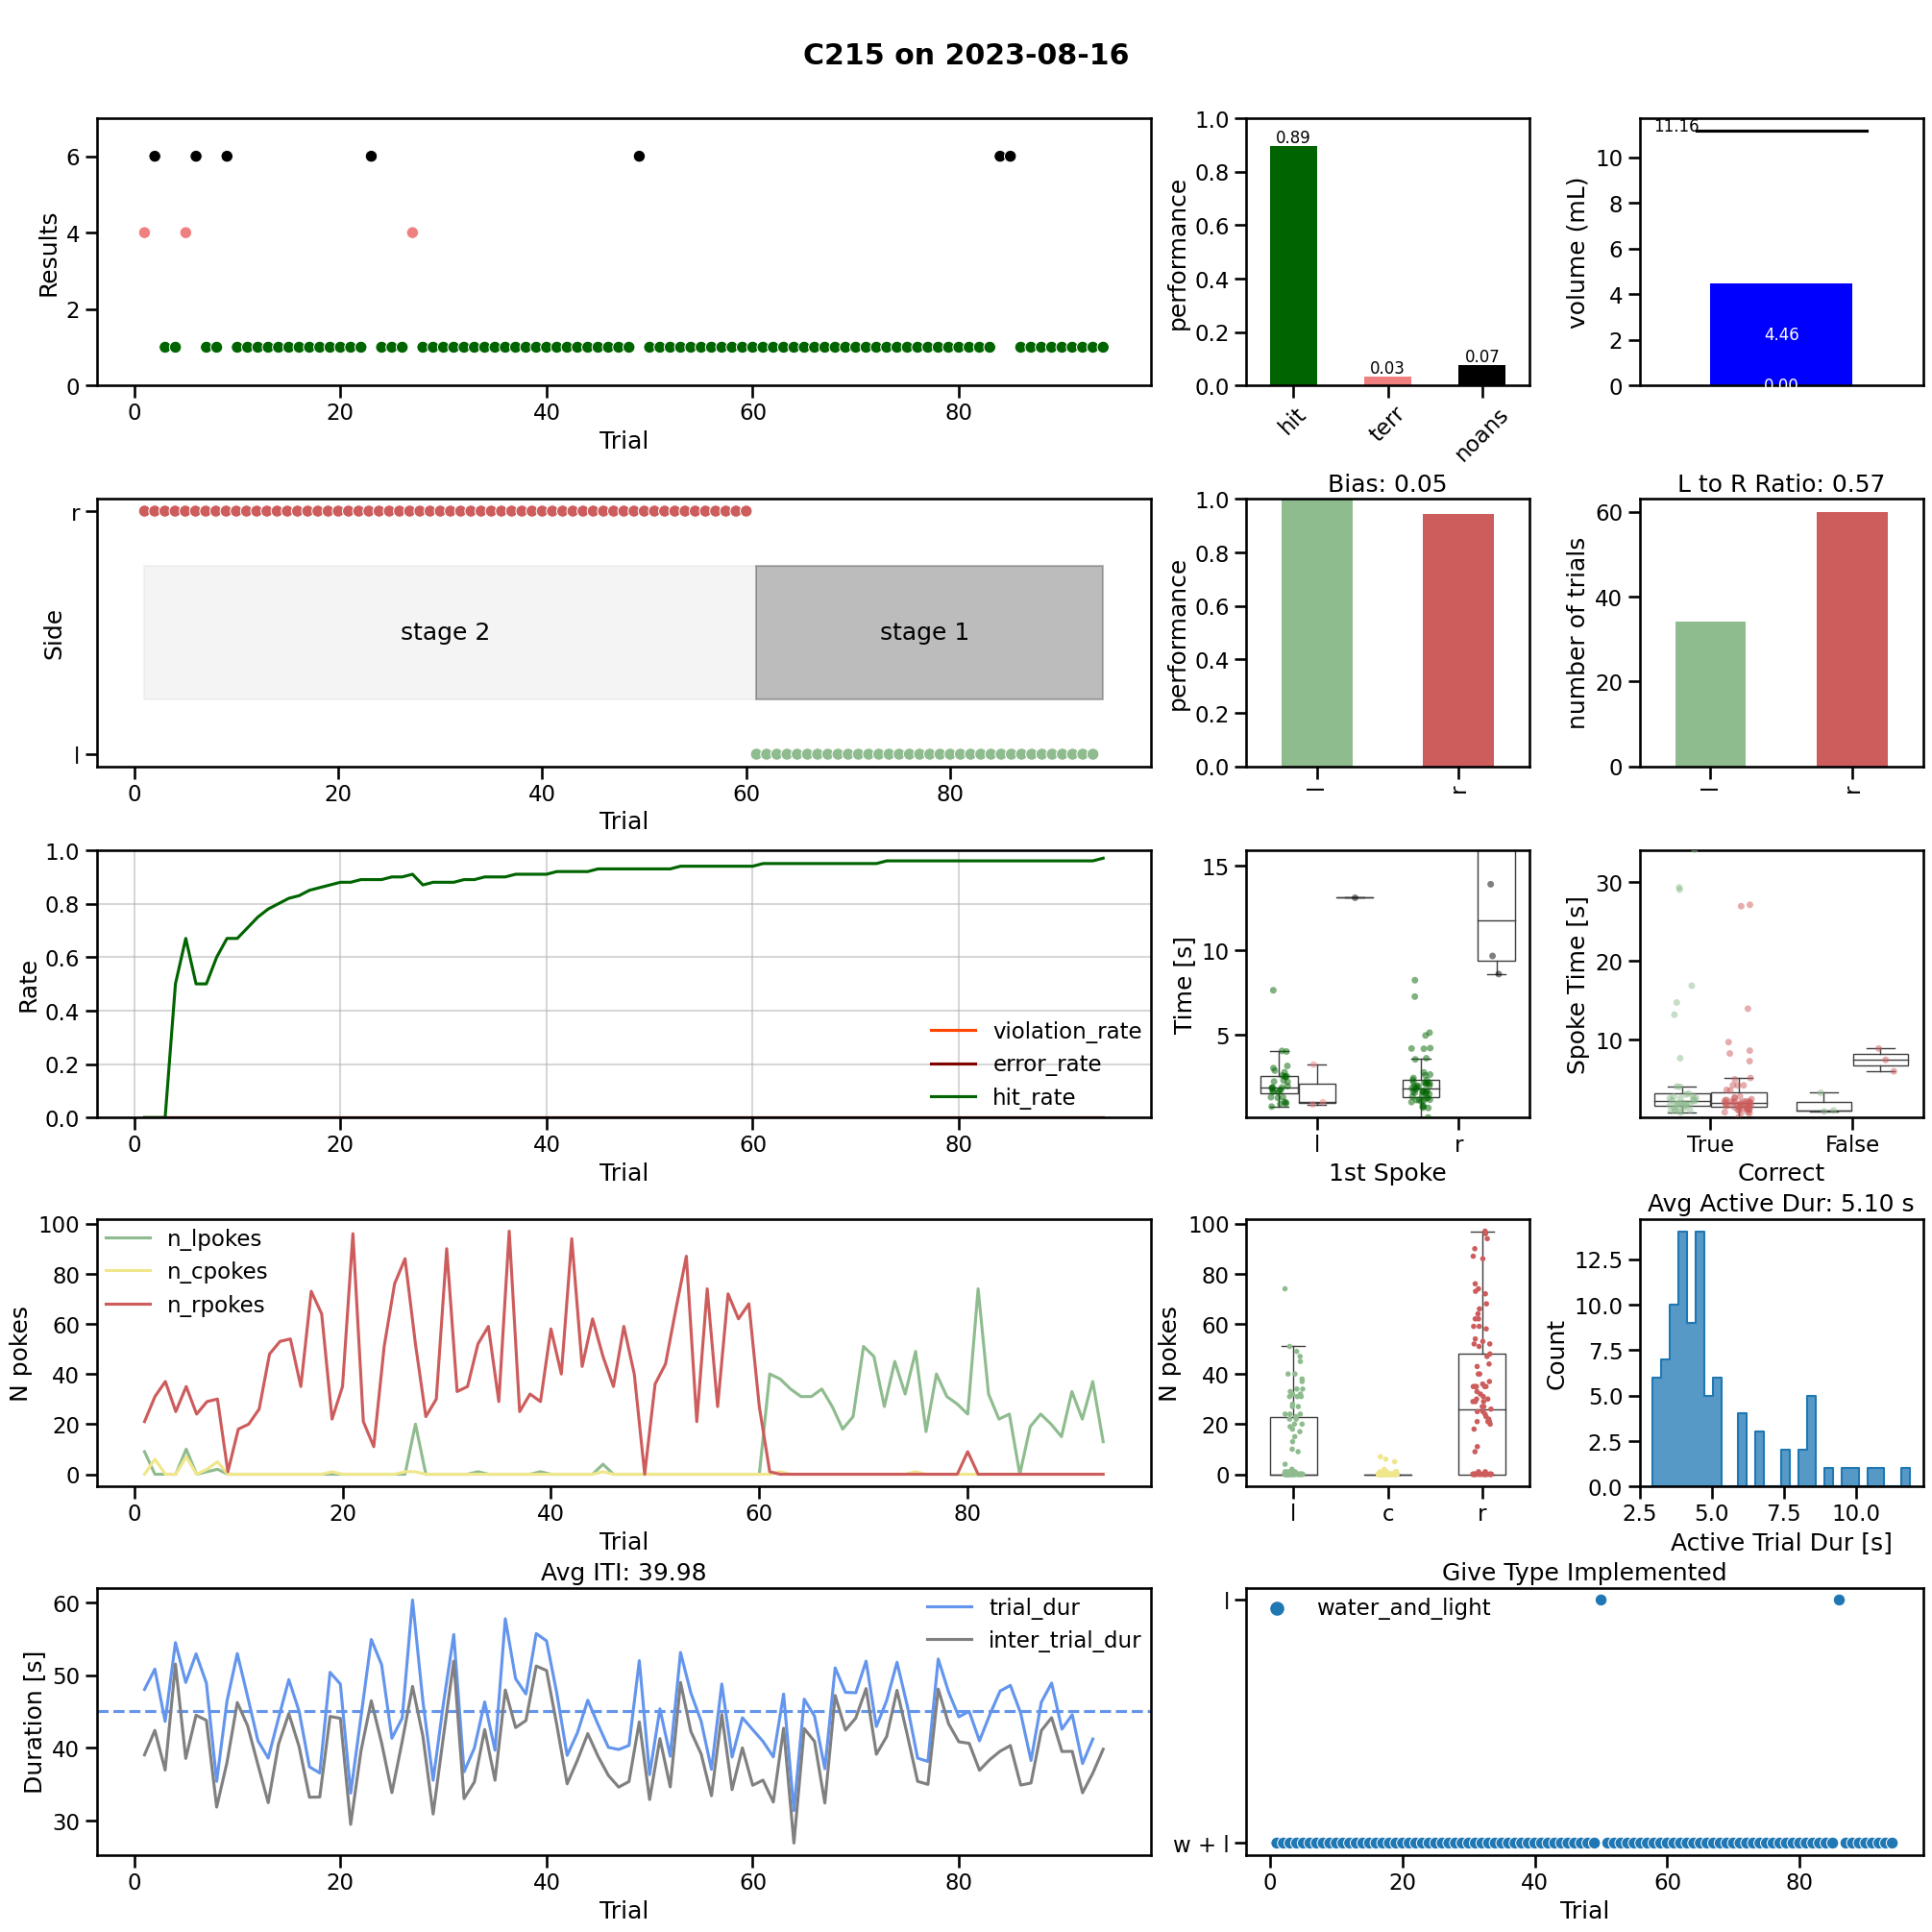 C215 on 2023-08-16
Results
6
4
2
0
0 20 40 60 80
Trial
performance
1.0
0.8
0.6
0.4
0.2
0.0
0.89
0.03
0.07
hit terr noans
volume (mL)
10
8
6
4
2
0
11.16
4.46
0.00
Side
r
l
stage 2
stage 1
0 20 40 60 80
Trial
Bias: 0.05
performance
1.0
0.8
0.6
0.4
0.2
0.0
l r
L to R Ratio: 0.57
number of trials
60
40
20
0
l r
Rate
1.0
0.8
0.6
0.4
0.2
0.0
violation_rate
error_rate
hit_rate
0 20 40 60 80
Trial
Time [s]
15
10
5
l r
1st Spoke
Spoke Time [s]
30
20
10
True False
Correct
N pokes
100
80
60
40
20
0
n_lpokes
n_cpokes
n_rpokes
20 40 60 80
Trial
N pokes
100
80
60
40
20
0
l c r
Avg Active Dur: 5.10 s
Count
12.5
10.0
7.5
5.0
2.5
0.0
2.5 5.0 7.5 10.0
Active Trial Dur [s]
Avg ITI: 39.98
Duration [s]
60
50
40
30
trial_dur
inter_trial_dur
0 20 40 60 80
Trial
Give Type Implemented
l
w + l
water_and_light
0 20 40 60 80
Trial